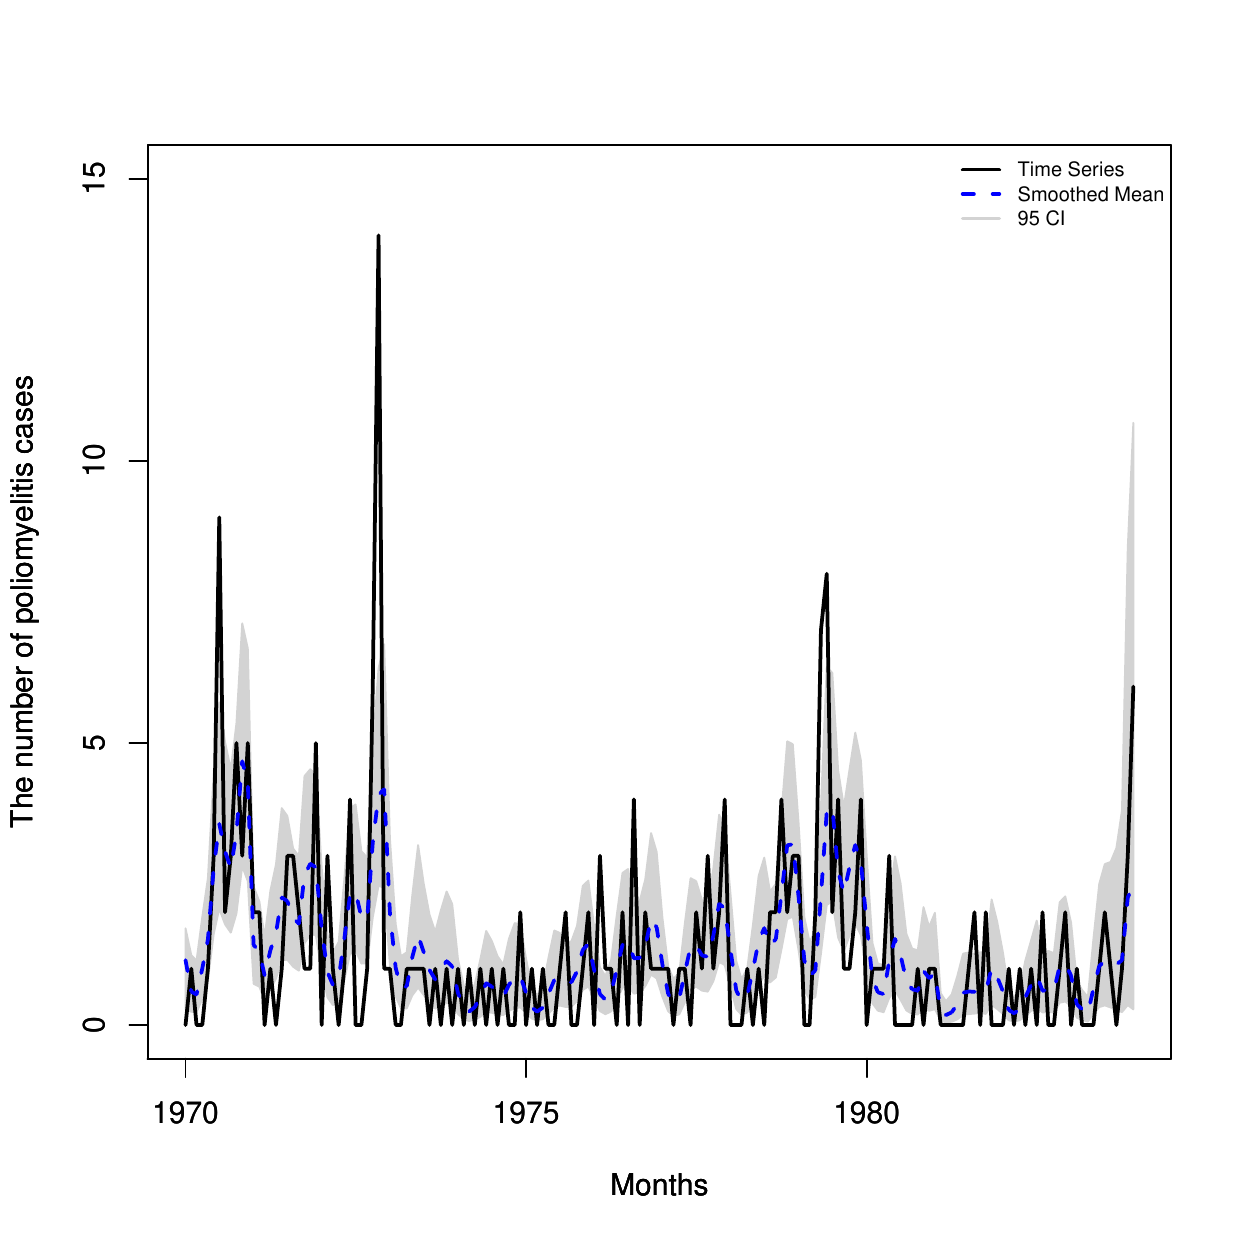 Time Series
Smoothed Mean
95 CI
15
10
5
0
The number of poliomyelitis cases
1970
1975
1980
Months